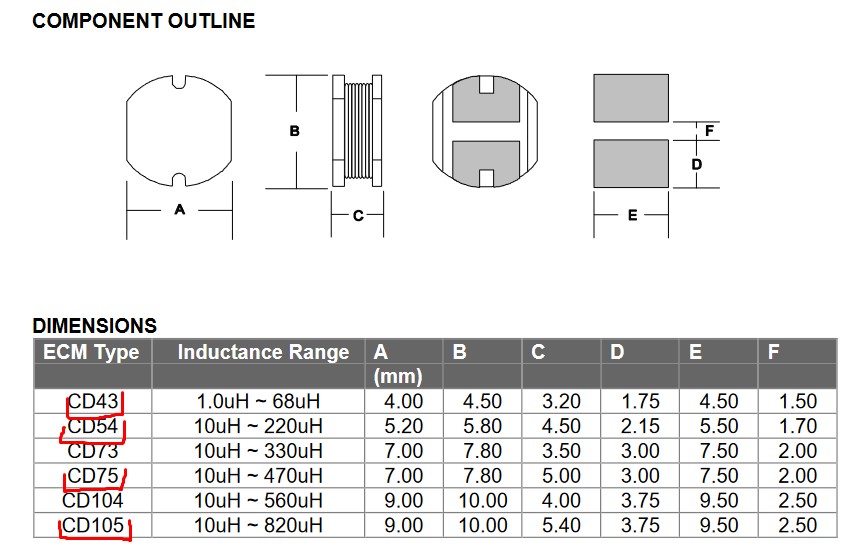 COMPONENT OUTLINE
B
F
D
A
C
E
DIMENSIONS
ECM Type Inductance Range A B C D E F
(mm)
CD43 1.0uH ~ 68uH 4.00 4.50 3.20 1.75 4.50 1.50
CD54 10uH ~ 220uH 5.20 5.80 4.50 2.15 5.50 1.70
CD73 10uH ~ 330uH 7.00 7.80 3.50 3.00 7.50 2.00
CD75 10uH ~ 470uH 7.00 7.80 5.00 3.00 7.50 2.00
CD104 10uH ~ 560uH 9.00 10.00 4.00 3.75 9.50 2.50
CD105 10uH ~ 820uH 9.00 10.00 5.40 3.75 9.50 2.50